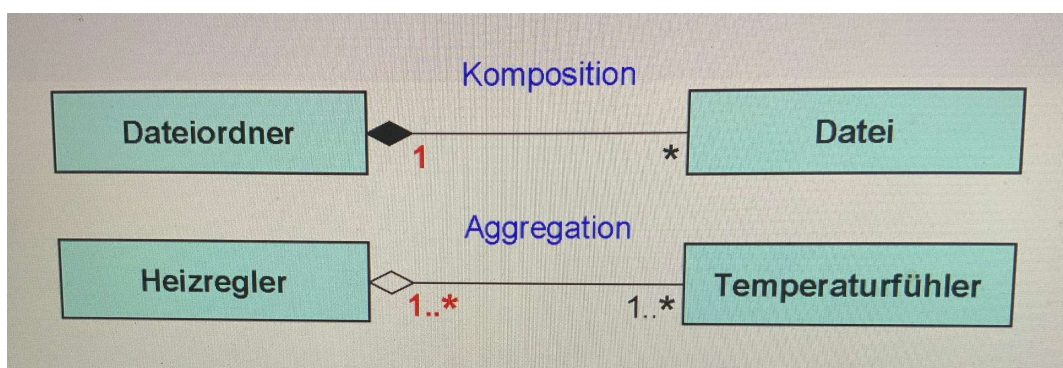 Komposition
Dateiordner
Datei
1
*
Aggregation
Heizregler
Temperaturfühler
1..*
1..*